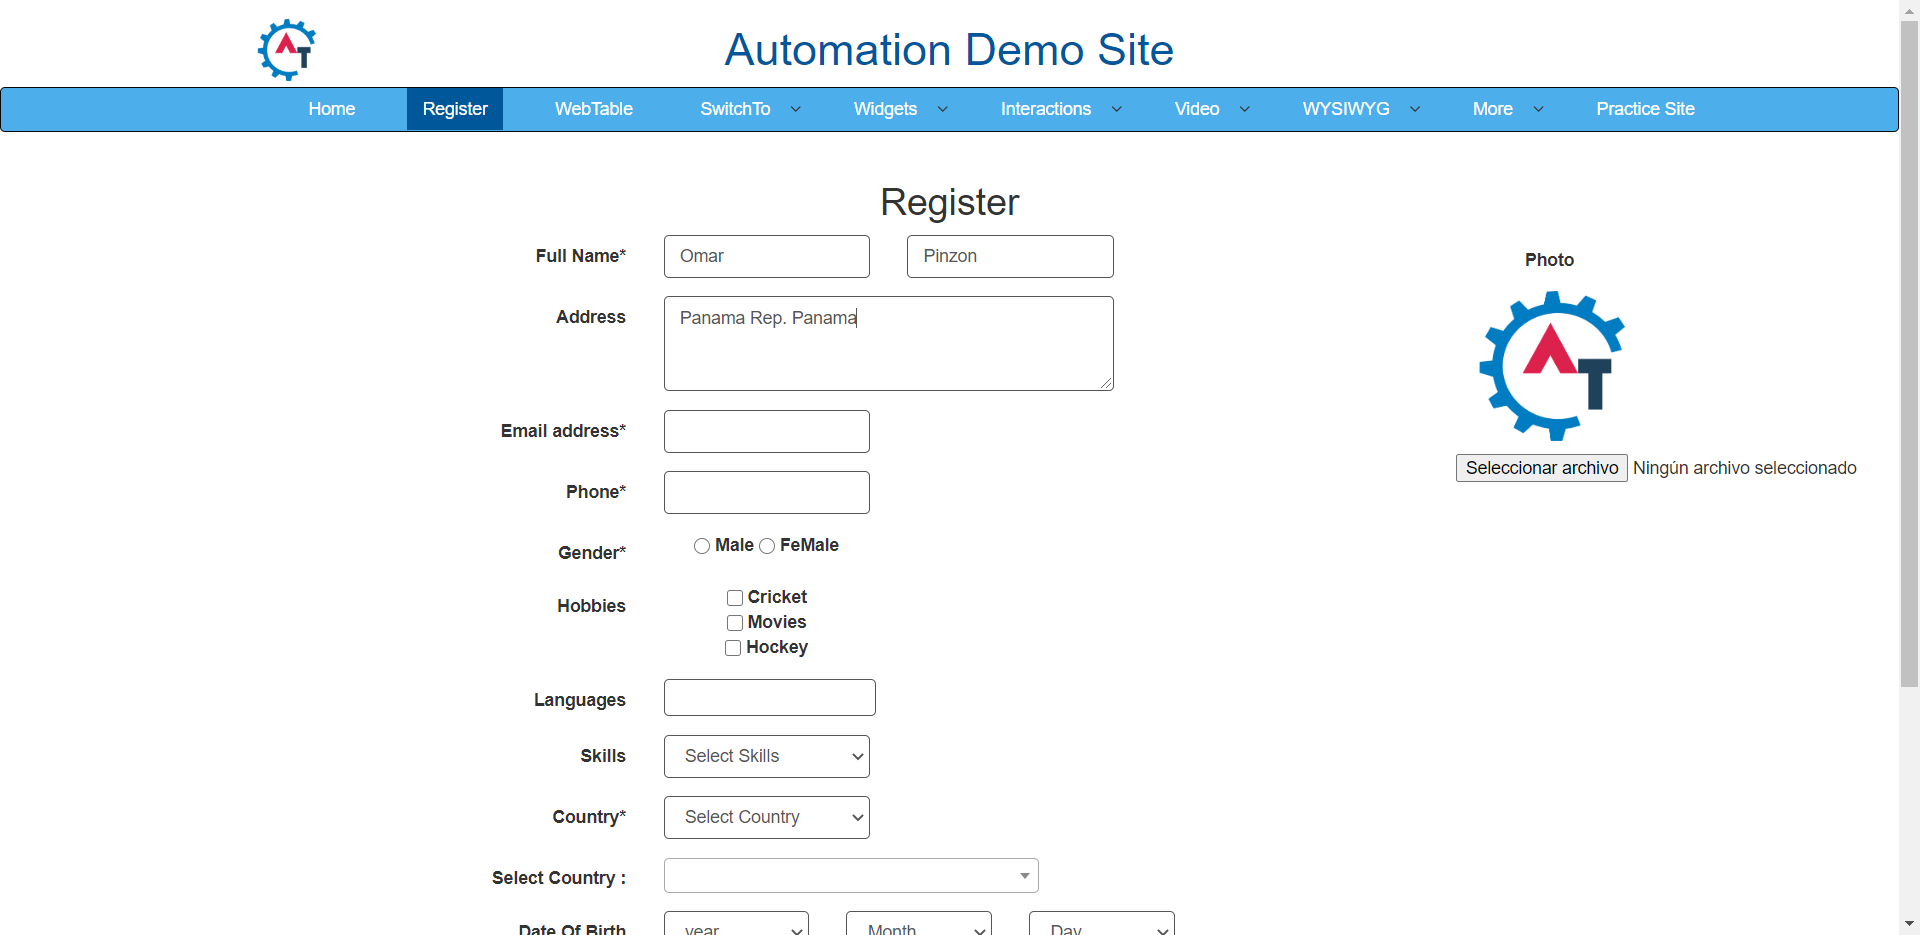 AT
Automation Demo Site
Home Register WebTable SwitchTo Widgets Interactions Video WYSIWYG More Practice Site
Register
Full Name* Omar Pinzon
Photo
Address Panama Rep. Panama
AT
Email address*
Seleccionar archivo Ningún archivo seleccionado
Phone*
Gender* Male FeMale
Hobbies Cricket
Movies
Hockey
Languages
Skills Select Skills
Country* Select Country
Select Country :
Date Of Birth year Month Day